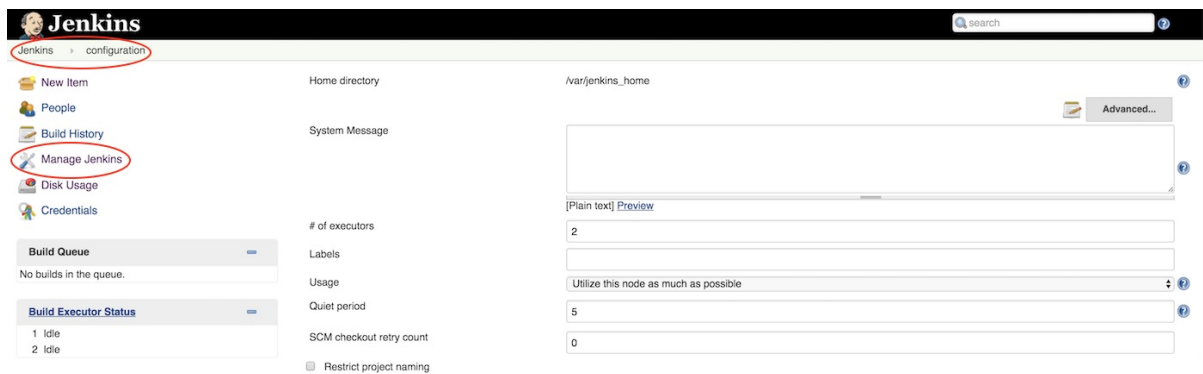 Jenkins
search
Jenkins configuration
New Item
People
Build History
Manage Jenkins
Disk Usage
Credentials
Build Queue
No builds in the queue.
Build Executor Status
1 Idle
2 Idle
Home directory /var/jenkins_home
Advanced...
System Message
[Plain text] Preview
# of executors 2
Labels
Usage Utilize this node as much as possible
Quiet period 5
SCM checkout retry count 0
Restrict project naming